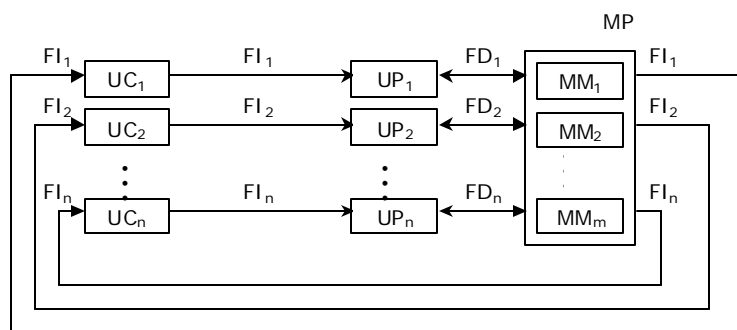 MP
FI₁ FI₁ FD₁ FI₁
UC₁ UP₁ MM₁
FI₂ FI₂ FD₂ FI₂
UC₂ UP₂ MM₂
FIₙ FIₙ FDₙ FIₙ
UCₙ UPₙ MMₘ